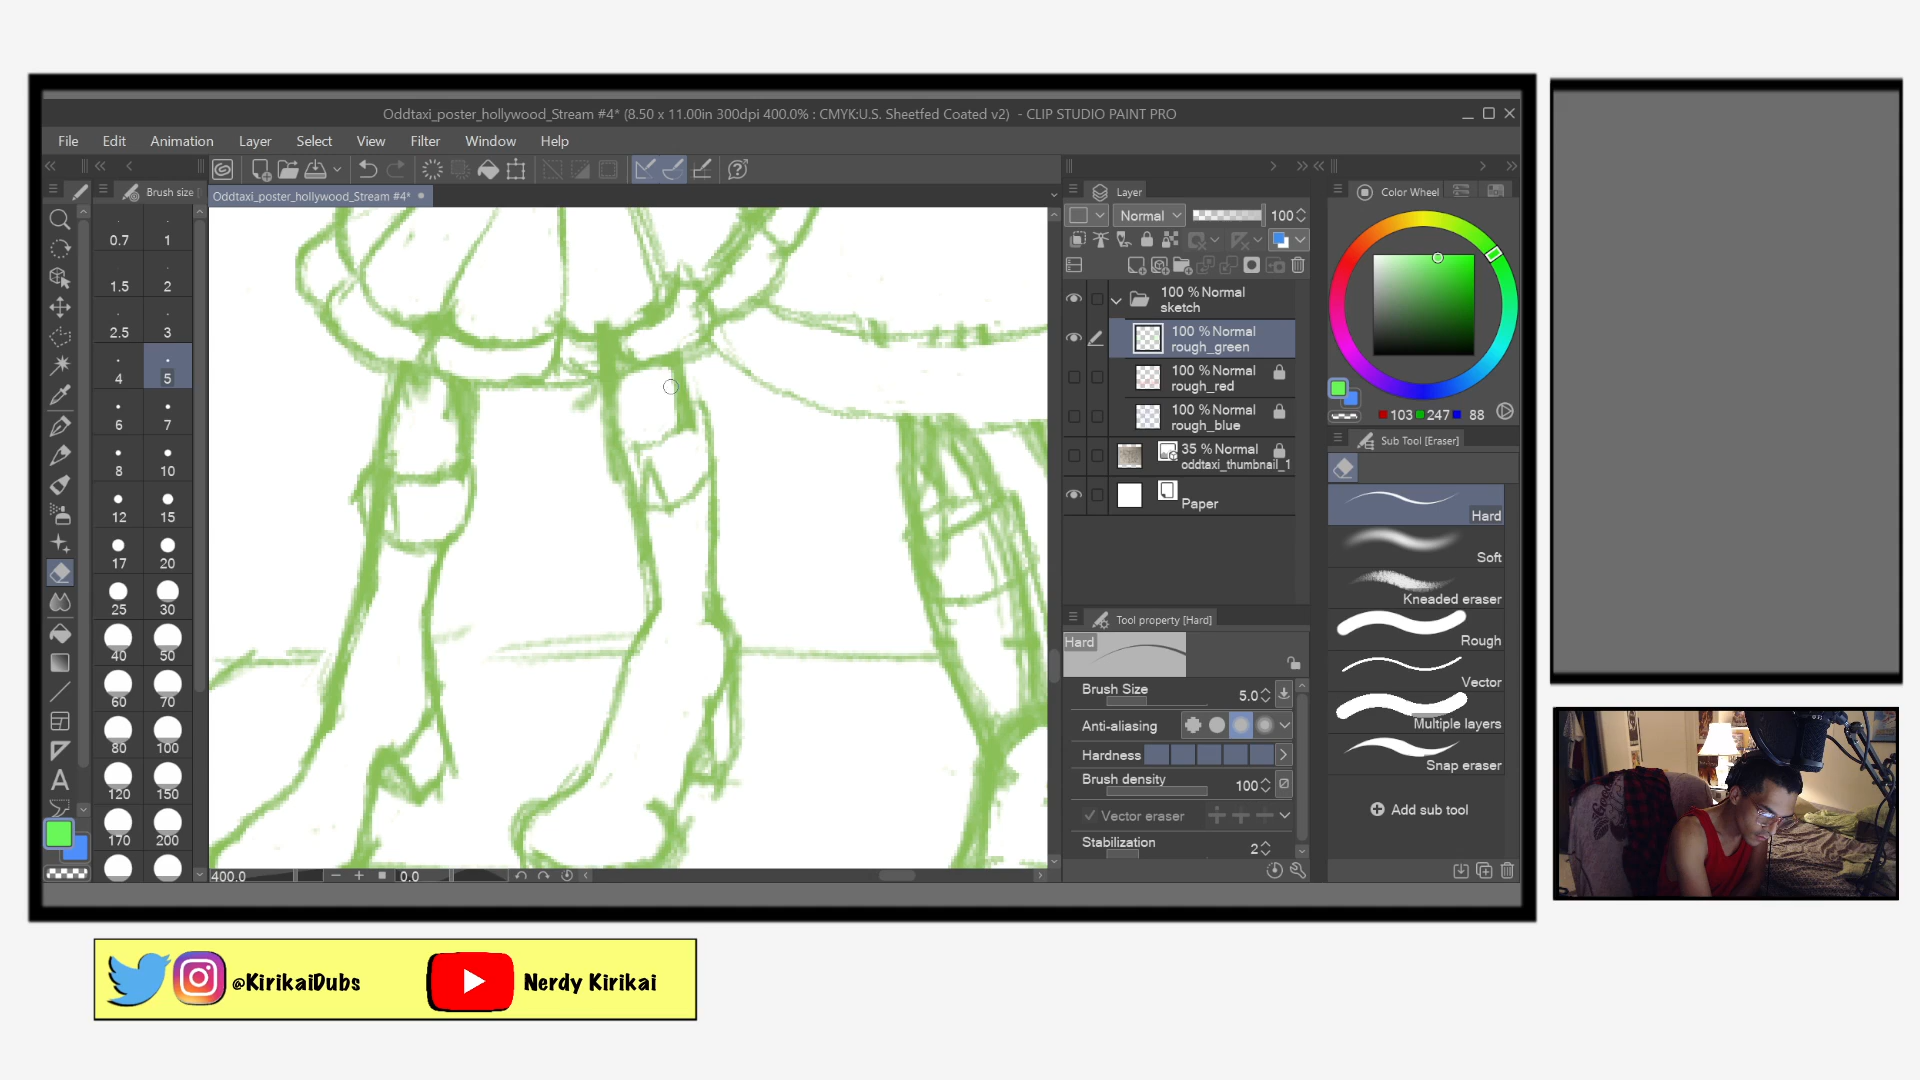 Oddtaxi_poster_hollywood_Stream #4* (8.50 x 11.00in 300dpi 400.0% : CMYK:U.S. Sheetfed Coated v2) - CLIP STUDIO PAINT PRO
File Edit Animation Layer Select View Filter Window Help
Brush size
Oddtaxi_poster_hollywood_Stream #4*
0.7 1
1.5 2
2.5 3
4 5
6 7
8 10
12 15
17 20
25 30
40 50
60 70
80 100
120 150
170 200
400.0 0.0
Layer
Normal 100
100 % Normal
sketch
100 % Normal
rough_green
100 % Normal
rough_red
100 % Normal
rough_blue
35 % Normal
oddtaxi_thumbnail_1
Paper
Tool property [Hard]
Hard
Brush Size 5.0
Anti-aliasing
Hardness
Brush density 100
Vector eraser
Stabilization 2
Color Wheel
103 247 88
Sub Tool [Eraser]
Hard
Soft
Kneaded eraser
Rough
Vector
Multiple layers
Snap eraser
Add sub tool
@KirikaiDubs
Nerdy Kirikai